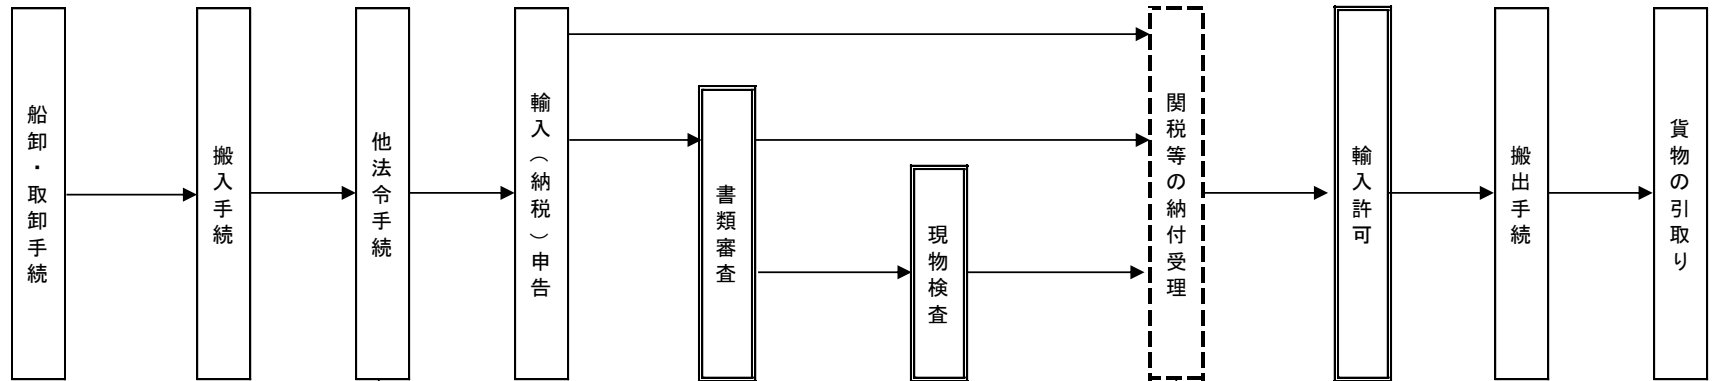 船卸・取卸手続
搬入手続
他法令手続
輸入（納税）申告
書類審査
現物検査
関税等の納付受理
輸入許可
搬出手続
貨物の引取り